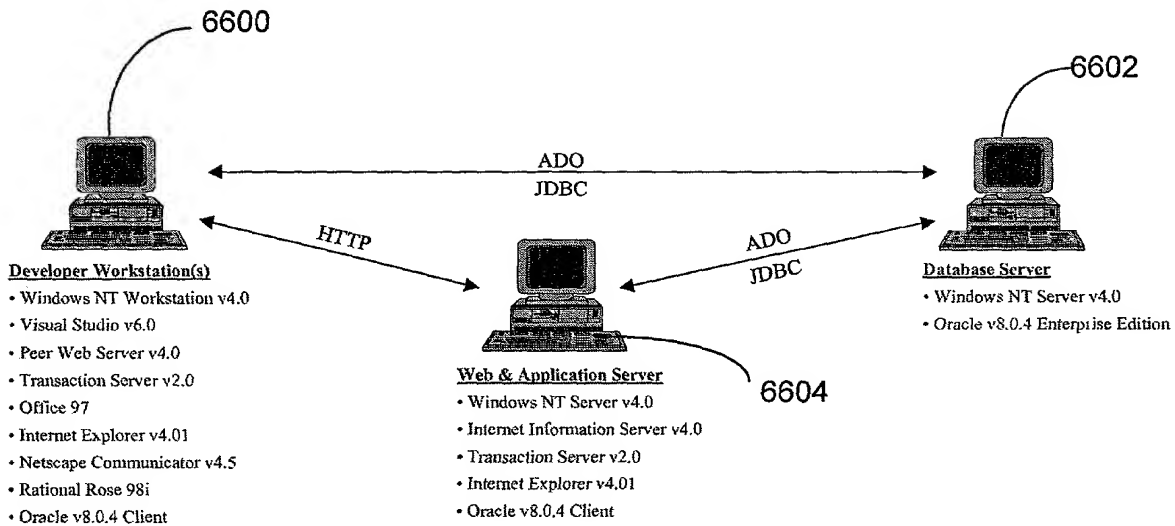 6600
6602
ADO
JDBC
HTTP
ADO
JDBC
Developer Workstation(s)
• Windows NT Workstation v4.0
• Visual Studio v6.0
• Peer Web Server v4.0
• Transaction Server v2.0
• Office 97
• Internet Explorer v4.01
• Netscape Communicator v4.5
• Rational Rose 98i
• Oracle v8.0.4 Client
Web & Application Server
• Windows NT Server v4.0
• Internet Information Server v4.0
• Transaction Server v2.0
• Internet Explorer v4.01
• Oracle v8.0.4 Client
6604
Database Server
• Windows NT Server v4.0
• Oracle v8.0.4 Enterprise Edition